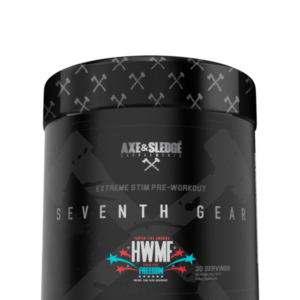 AXE&SLEDGE
SUPPLEMENTS
EXTREME STIM PRE-WORKOUT
SEVENTH GEAR
HWMF
FREEDOM
30 SERVINGS